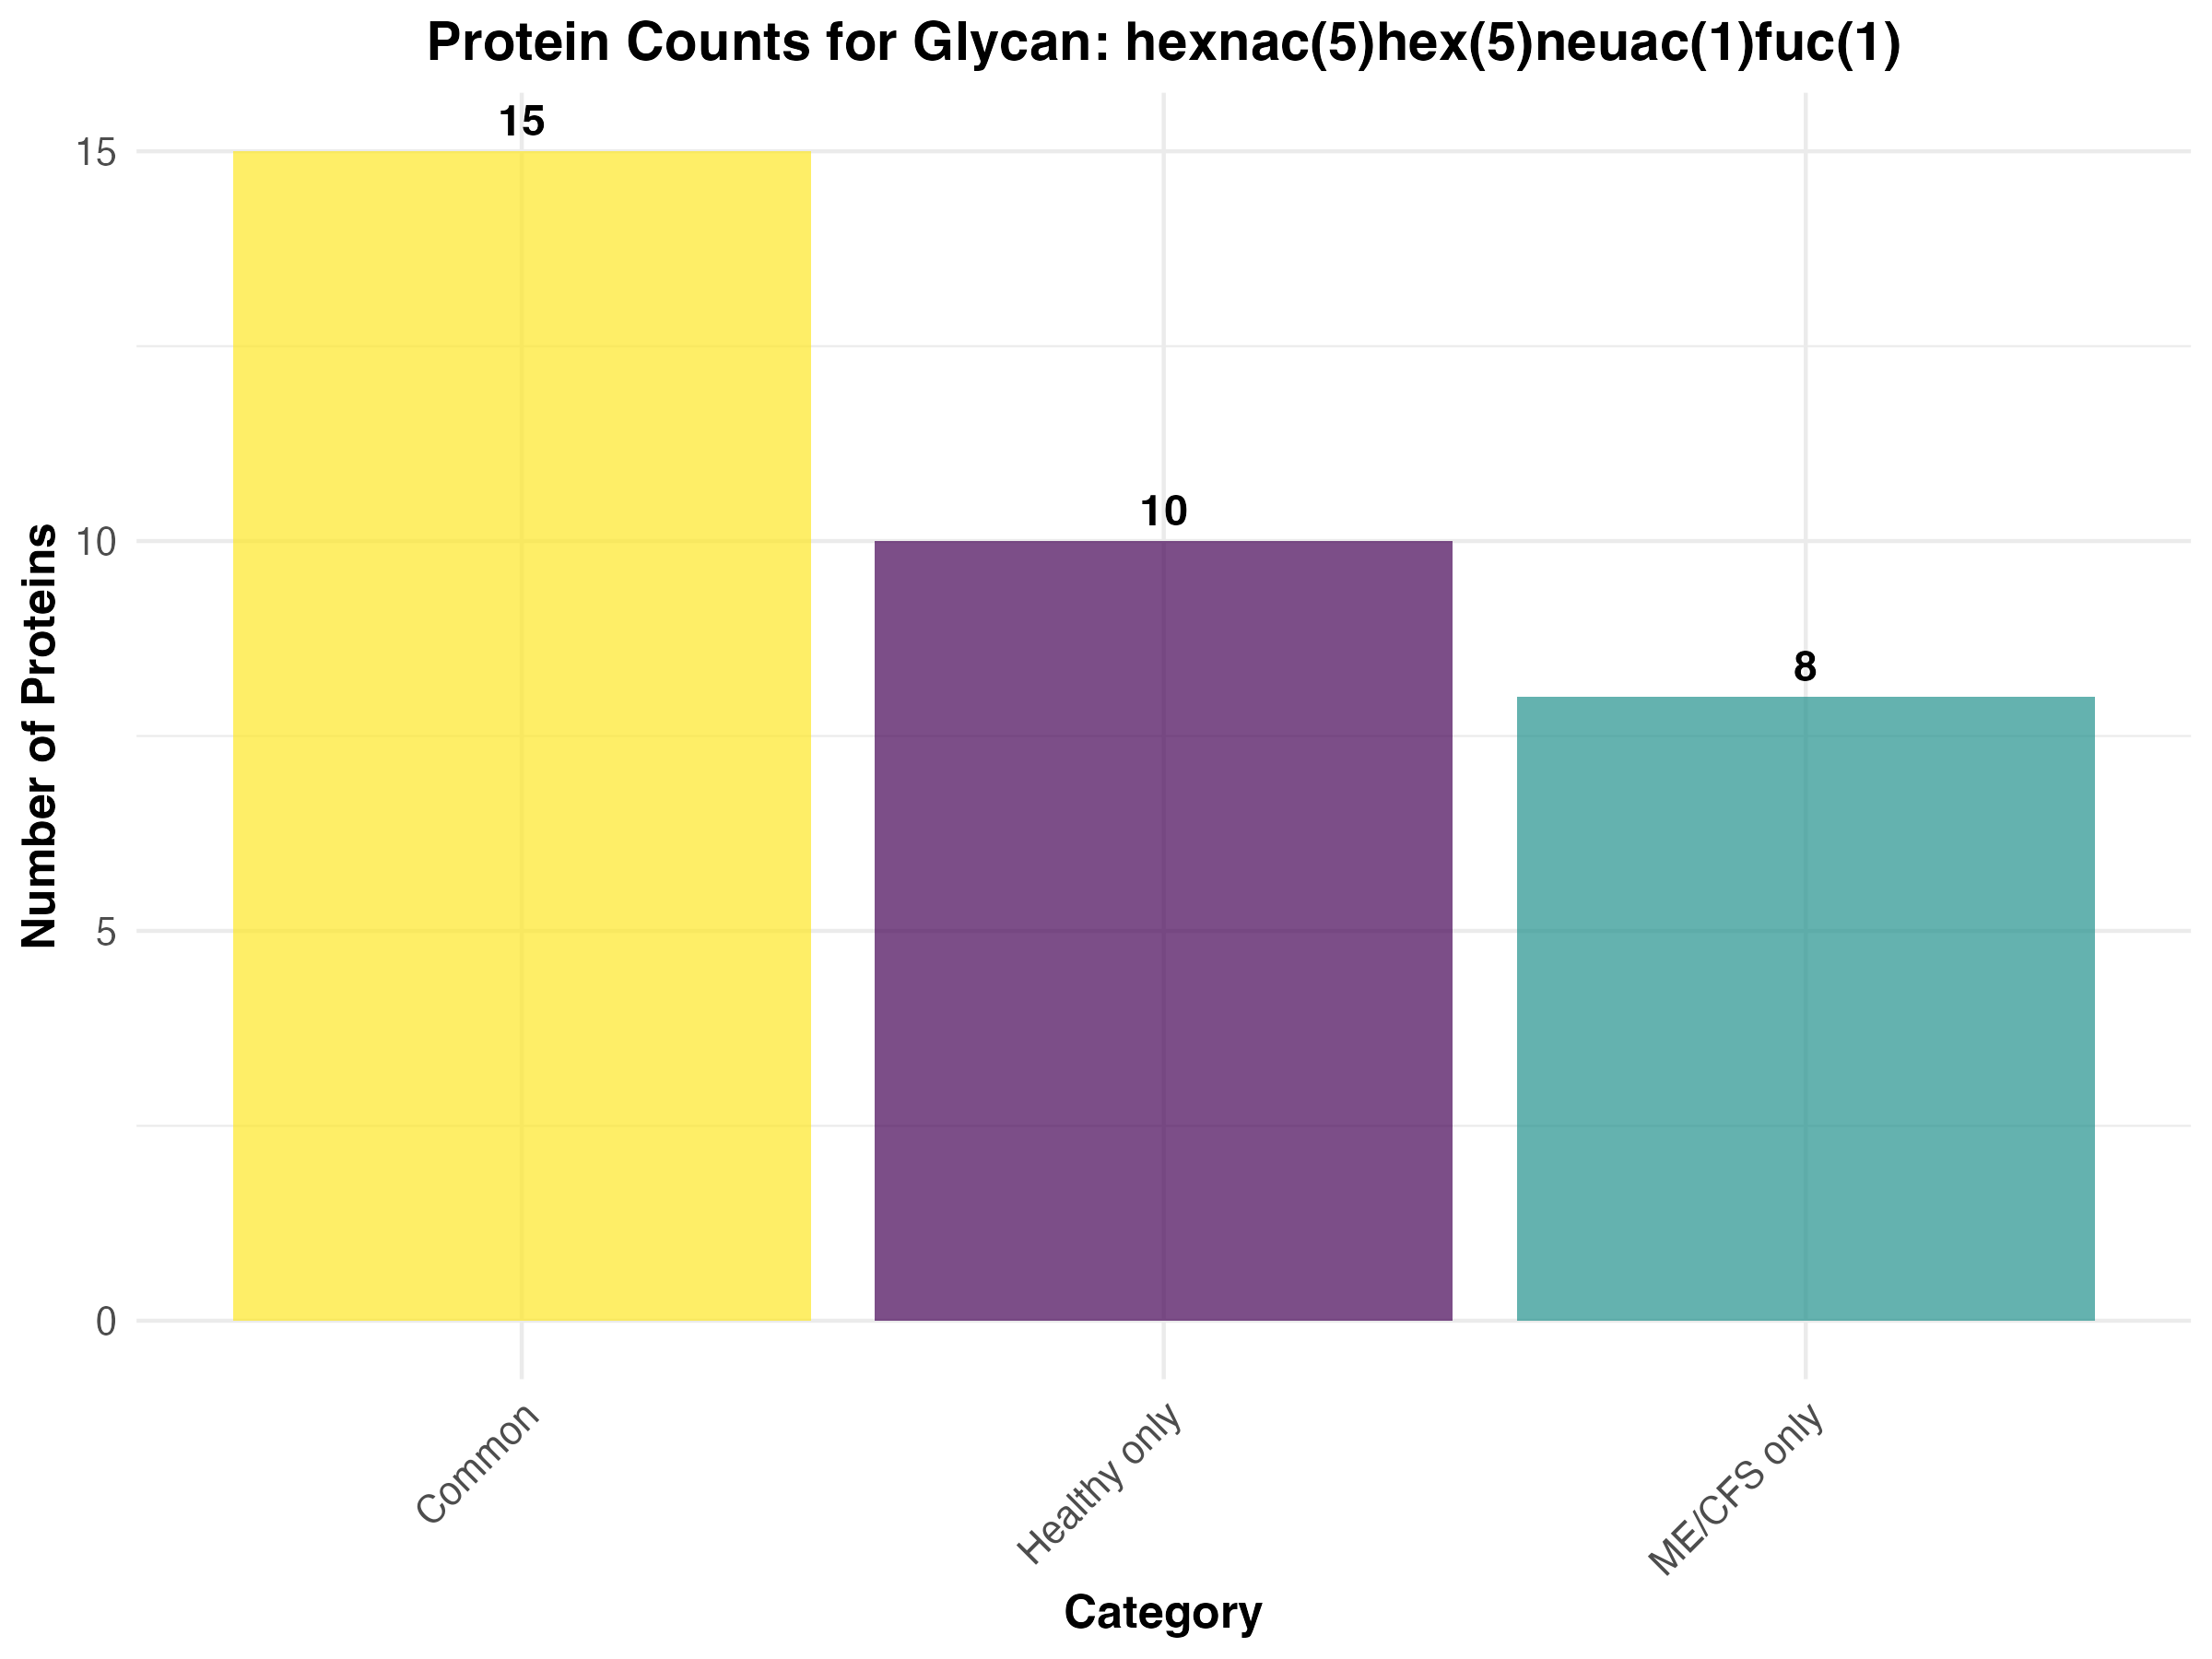 Protein Counts for Glycan: hexnac(5)hex(5)neuac(1)fuc(1)
15
10
8
15
10
5
0
Number of Proteins
Common
Healthy only
ME/CFS only
Category